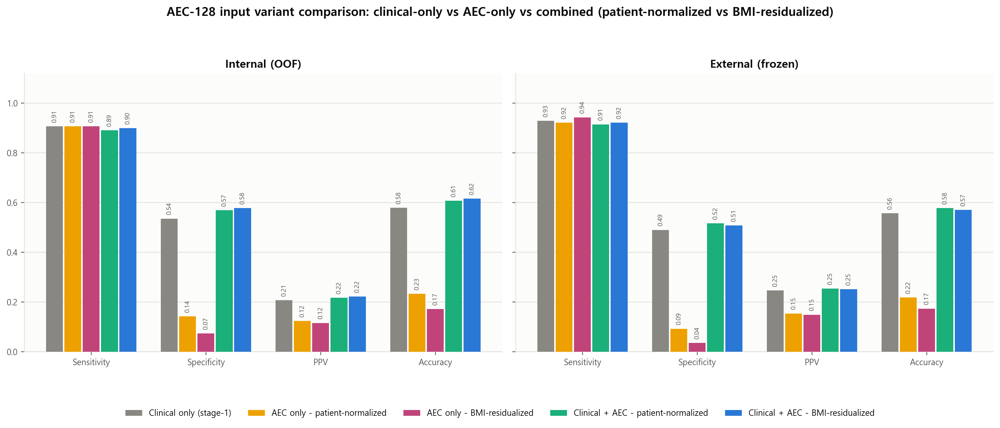 AEC-128 input variant comparison: clinical-only vs AEC-only vs combined (patient-normalized vs BMI-residualized)
Internal (OOF)
1.0
0.8
0.6
0.4
0.2
0.0
0.91 0.91 0.91 0.89 0.90
0.54 0.14 0.07 0.57 0.58
0.21 0.12 0.12 0.22 0.22
0.58 0.23 0.17 0.61 0.62
Sensitivity Specificity PPV Accuracy
External (frozen)
0.93 0.92 0.94 0.91 0.92
0.49 0.09 0.04 0.52 0.51
0.25 0.15 0.15 0.25 0.25
0.56 0.22 0.17 0.58 0.57
Sensitivity Specificity PPV Accuracy
Clinical only (stage-1) AEC only - patient-normalized AEC only - BMI-residualized Clinical + AEC - patient-normalized Clinical + AEC - BMI-residualized